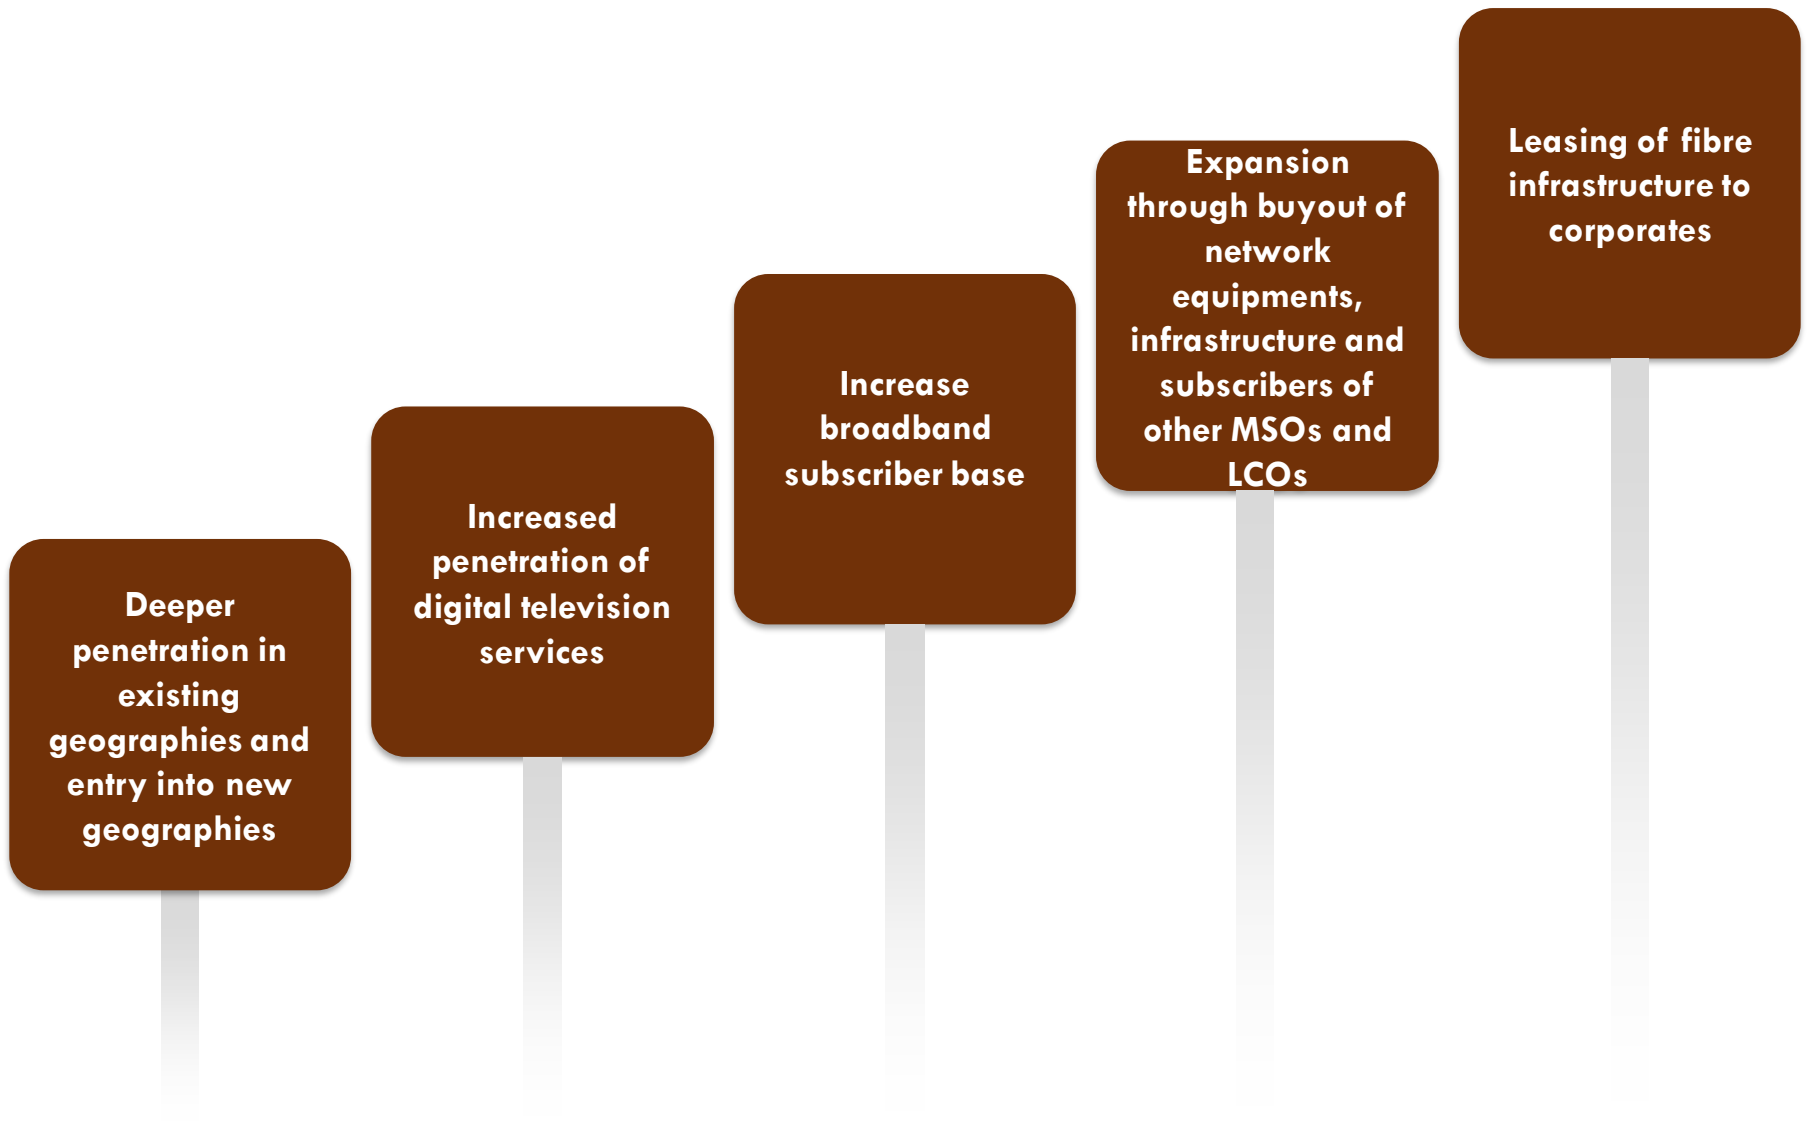 Deeper
penetration in
existing
geographies and
entry into new
geographies
Increased
penetration of
digital television
services
Increase
broadband
subscriber base
Expansion
through buyout of
network
equipments,
infrastructure and
subscribers of
other MSOs and
LCOs
Leasing of fibre
infrastructure to
corporates